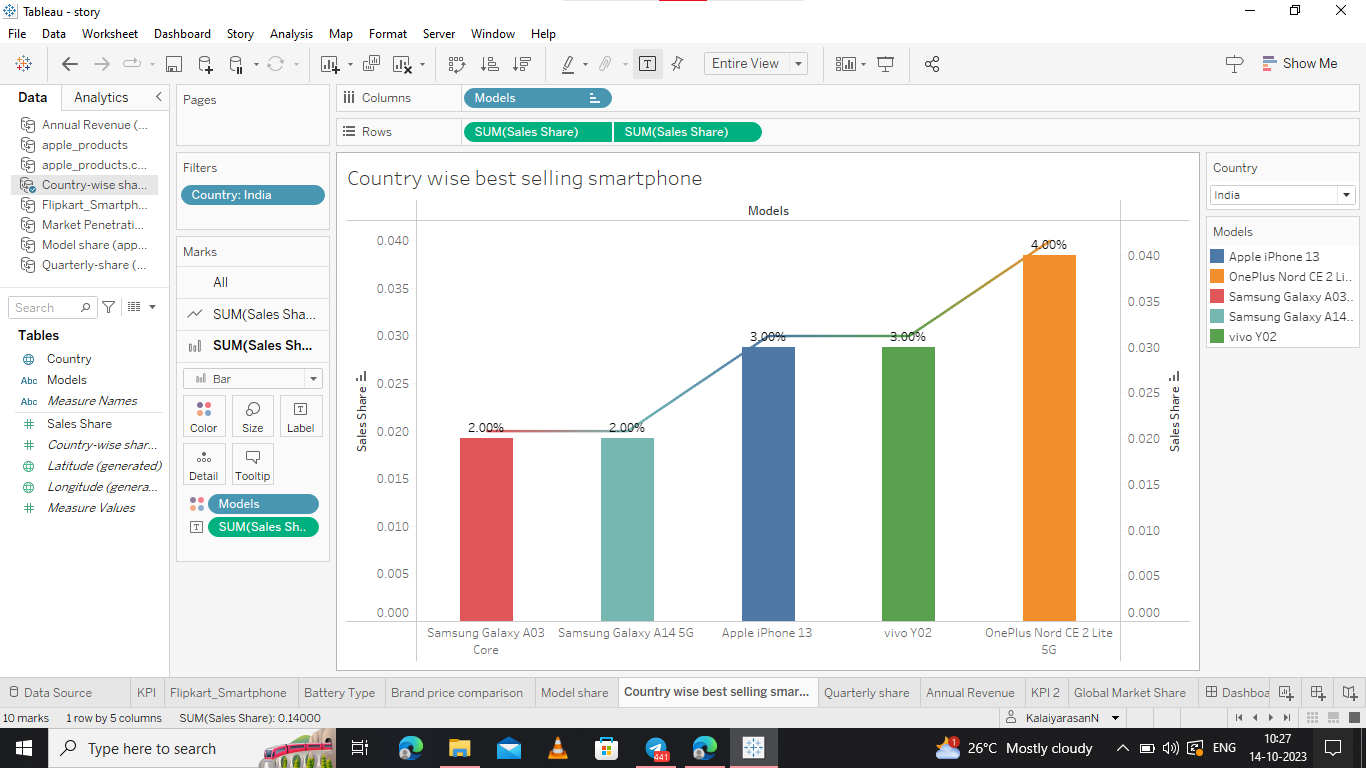 Tableau - story
File Data Worksheet Dashboard Story Analysis Map Format Server Window Help
Entire View
Show Me
Data Analytics
Annual Revenue (...
apple_products
apple_products.c...
Country-wise sha...
Flipkart_Smartph...
Market Penetrati...
Model share (app...
Quarterly-share (...
Search
Tables
Country
Abc Models
Abc Measure Names
Sales Share
Country-wise shar...
Latitude (generated)
Longitude (genera...
Measure Values
Pages
Filters
Country: India
Marks
All
SUM(Sales Sha...
SUM(Sales Sh...
Bar
Color Size Label
Detail Tooltip
Models
SUM(Sales Sh..
Columns Models
Rows SUM(Sales Share) SUM(Sales Share)
Country wise best selling smartphone
Models
Sales Share
0.040
0.035
0.030
0.025
0.020
0.015
0.010
0.005
0.000
2.00%
2.00%
3.00%
3.00%
4.00%
Samsung Galaxy A03 Core
Samsung Galaxy A14 5G
Apple iPhone 13
vivo Y02
OnePlus Nord CE 2 Lite 5G
0.040
0.035
0.030
0.025
0.020
0.015
0.010
0.005
0.000
Sales Share
Country
India
Models
Apple iPhone 13
OnePlus Nord CE 2 Li..
Samsung Galaxy A03..
Samsung Galaxy A14..
vivo Y02
Data Source KPI Flipkart_Smartphone Battery Type Brand price comparison Model share Country wise best selling smar... Quarterly share Annual Revenue KPI 2 Global Market Share Dashboa
10 marks 1 row by 5 columns SUM(Sales Share): 0.14000 KalaiyarasanN
Type here to search
441
1
26°C Mostly cloudy
ENG
10:27
14-10-2023